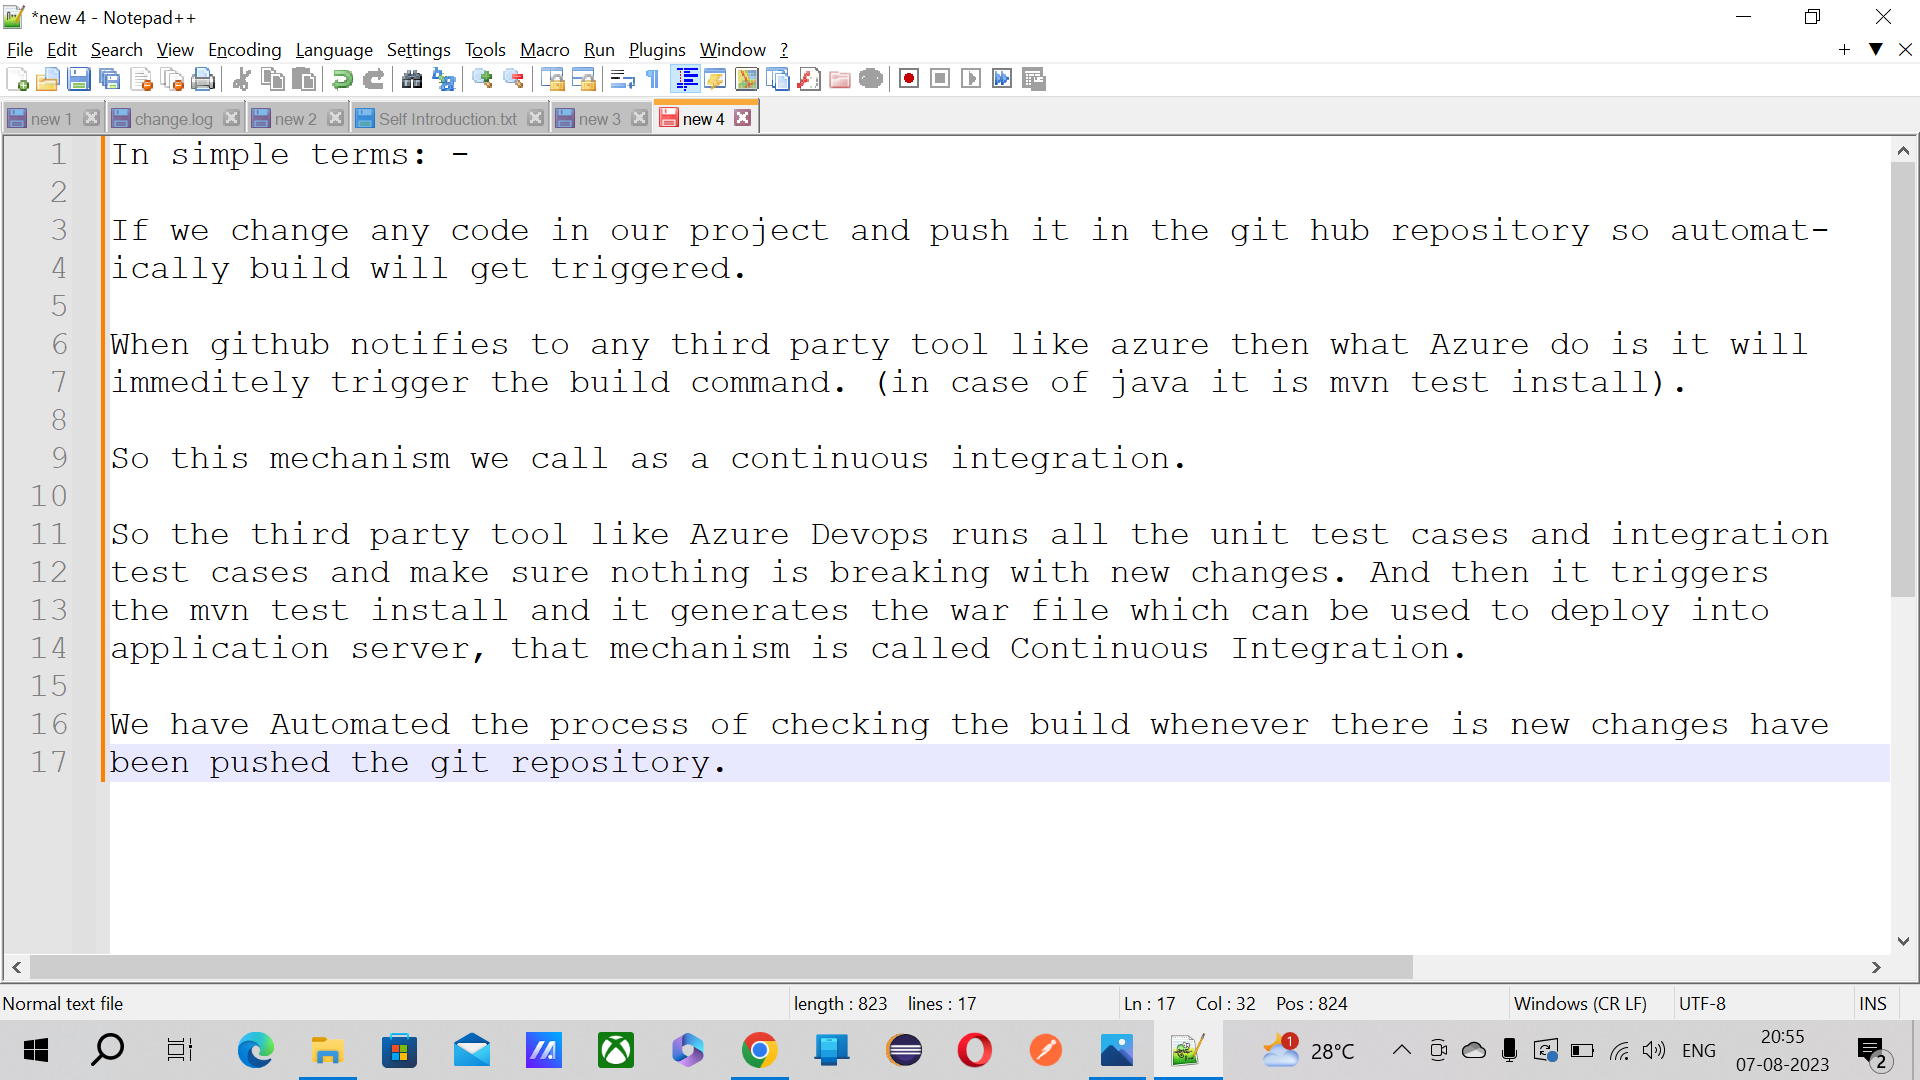 *new 4 - Notepad++
File Edit Search View Encoding Language Settings Tools Macro Run Plugins Window ?
new 1 change.log new 2 Self Introduction.txt new 3 new 4
1 In simple terms: -
2
3 If we change any code in our project and push it in the git hub repository so automat-
4 ically build will get triggered.
5
6 When github notifies to any third party tool like azure then what Azure do is it will
7 immeditely trigger the build command. (in case of java it is mvn test install).
8
9 So this mechanism we call as a continuous integration.
10
11 So the third party tool like Azure Devops runs all the unit test cases and integration
12 test cases and make sure nothing is breaking with new changes. And then it triggers
13 the mvn test install and it generates the war file which can be used to deploy into
14 application server, that mechanism is called Continuous Integration.
15
16 We have Automated the process of checking the build whenever there is new changes have
17 been pushed the git repository.
Normal text file length : 823 lines : 17 Ln : 17 Col : 32 Pos : 824 Windows (CR LF) UTF-8 INS
1 28°C ENG 20:55
07-08-2023 2